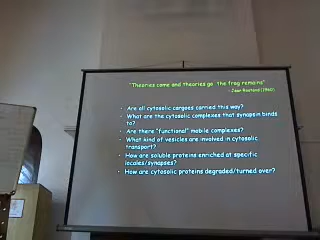 "Theories come and theories go the frog remains"
- Jean Rostand (1960)
• Are all cytosolic cargoes carried this way?
• What are the cytosolic complexes that synapsin binds
to?
• Are there "functional" mobile complexes?
• What kind of vesicles are involved in cytosolic
transport?
• How are soluble proteins enriched at specific
locales/synapses?
• How are cytosolic proteins degraded/turned over?